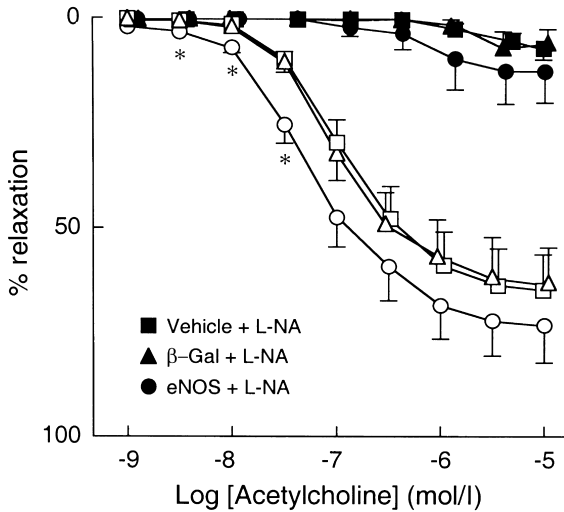 0
50
100
% relaxation
*
*
*
■ Vehicle + L-NA
▲ β–Gal + L-NA
● eNOS + L-NA
-9 -8 -7 -6 -5
Log [Acetylcholine] (mol/l)